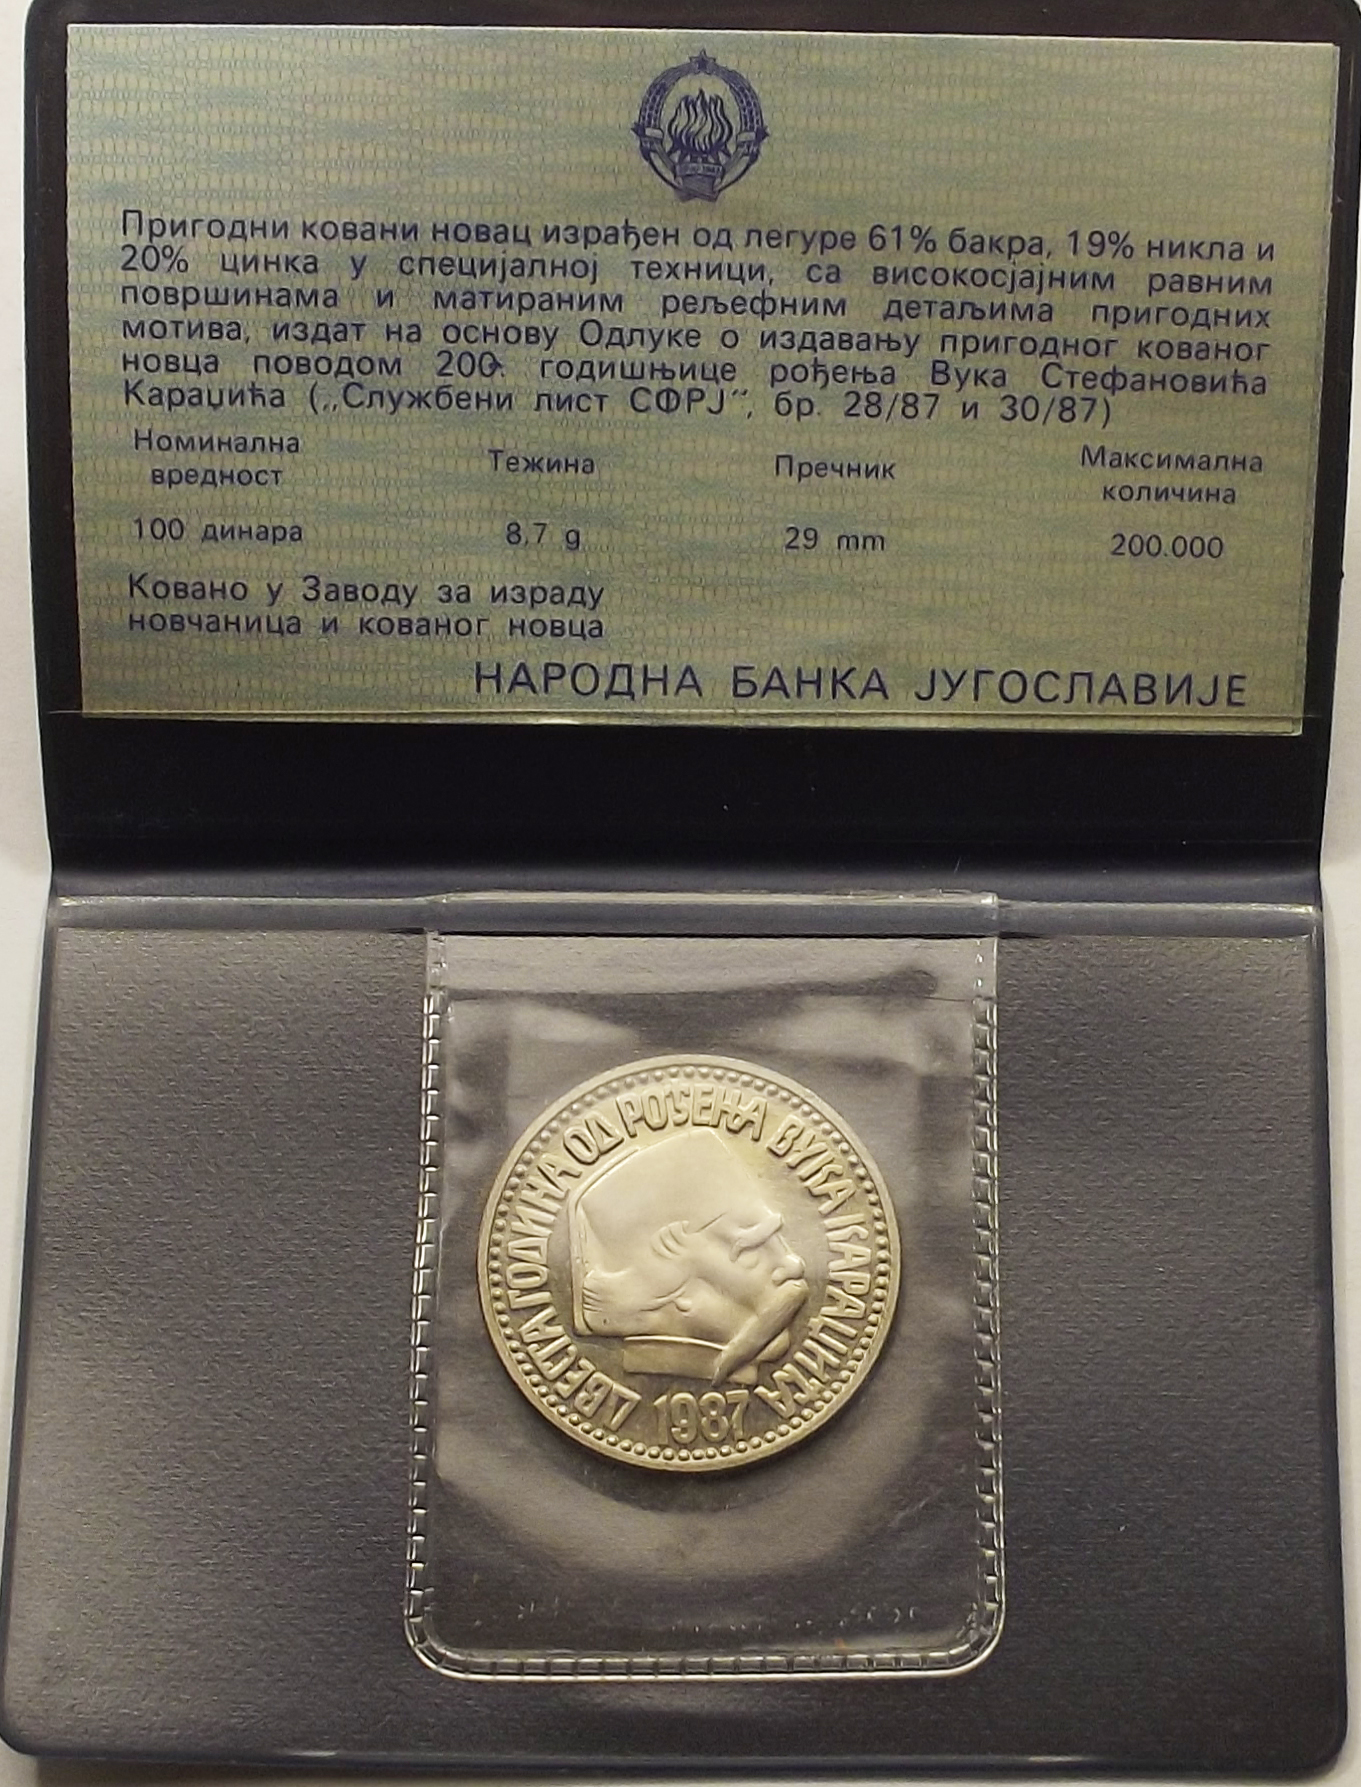 Пригодни ковани новац израђен од легуре 61% бакра, 19% никла и
20% цинка у специјалној техници, са високосјајним равним
површинама и матираним рељефним детаљима пригодних
мотива, издат на основу Одлуке о издавању пригодног кованог
новца поводом 200. годишњице рођења Вука Стефановића
Караџића („Службени лист СФРЈ“, бр. 28/87 и 30/87)
Номинална вредност Тежина Пречник Максимална количина
100 динара 8,7 g 29 mm 200.000
Ковано у Заводу за израду
новчаница и кованог новца
НАРОДНА БАНКА ЈУГОСЛАВИЈЕ
ДВЕСТА ГОДИНА ОД РОЂЕЊА ВУКА КАРАЏИЋА
1987